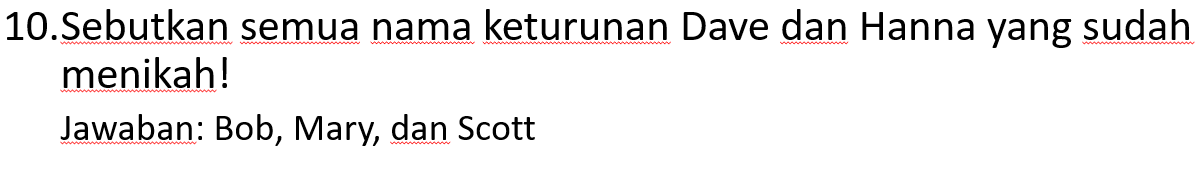 10.Sebutkan semua nama keturunan Dave dan Hanna yang sudah
menikah!
Jawaban: Bob, Mary, dan Scott